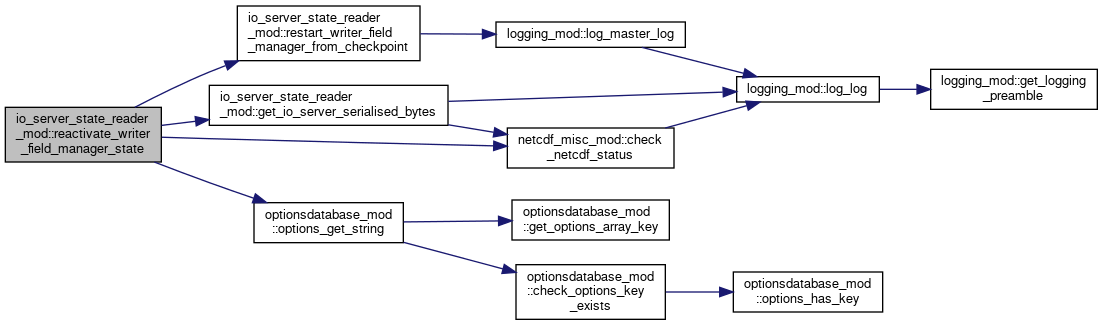 io_server_state_reader
_mod::reactivate_writer
_field_manager_state
io_server_state_reader
_mod::restart_writer_field
_manager_from_checkpoint
logging_mod::log_master_log
io_server_state_reader
_mod::get_io_server_serialised_bytes
logging_mod::log_log
logging_mod::get_logging
_preamble
netcdf_misc_mod::check
_netcdf_status
optionsdatabase_mod
::options_get_string
optionsdatabase_mod
::get_options_array_key
optionsdatabase_mod
::check_options_key
_exists
optionsdatabase_mod
::options_has_key